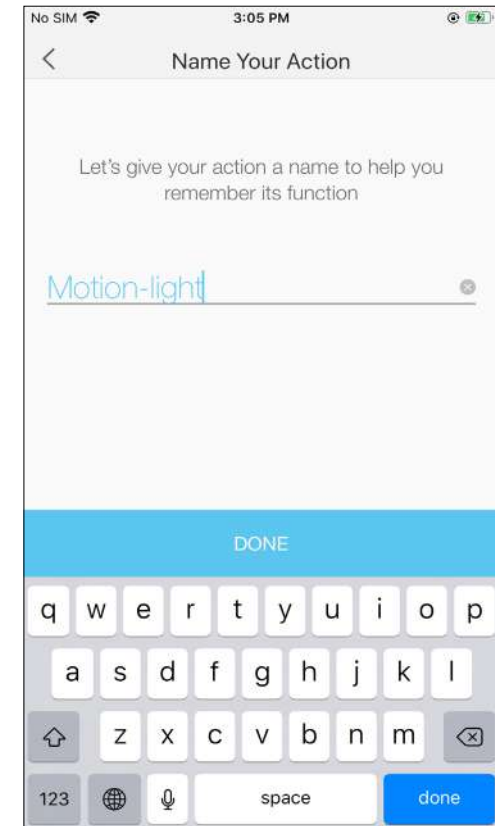 No SIM 3:05 PM
Name Your Action
Let's give your action a name to help you
remember its function
Motion-light
DONE
q w e r t y u i o p
a s d f g h j k l
z x c v b n m
123 space done